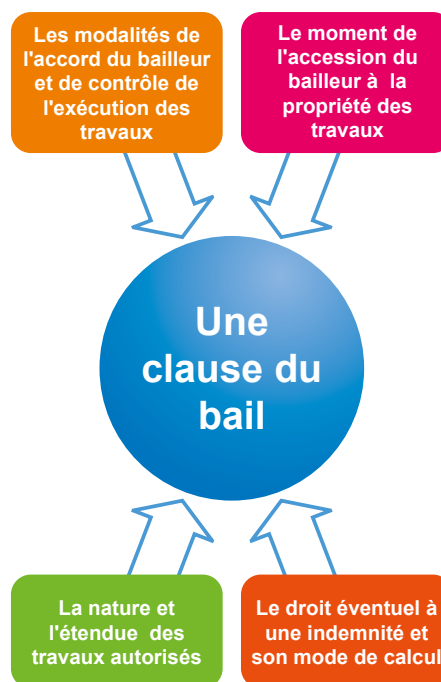 Les modalités de
l'accord du bailleur
et de contrôle de
l'exécution des
travaux
Le moment de
l'accession du
bailleur à la
propriété des
travaux
Une
clause du
bail
La nature et
l'étendue des
travaux autorisés
Le droit éventuel à
une indemnité et
son mode de calcul